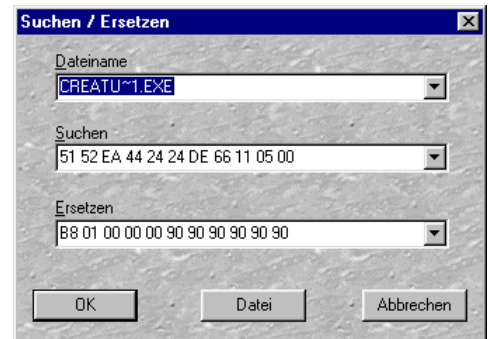 Suchen / Ersetzen
Dateiname
CREATU~1.EXE
Suchen
51 52 EA 44 24 24 DE 66 11 05 00
Ersetzen
B8 01 00 00 00 90 90 90 90 90 90
OK Datei Abbrechen